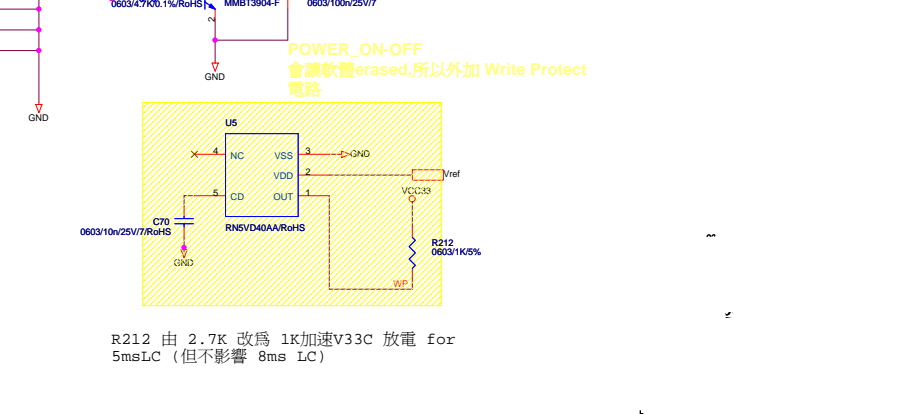 0603/4.7K/0.1%/RoHS
MMBT3904-F
0603/100n/25V/7
2
GND
GND
POWER_ON-OFF
會讓軟體erased,所以外加 Write Protect
電路
U5
4
NC
VSS
3
GND
VDD
2
Vref
5
CD
OUT
1
VCC33
C70
0603/10n/25V/7/RoHS
RN5VD40AA/RoHS
R212
0603/1K/5%
GND
WP
R212 由 2.7K 改爲 1K加速V33C 放電 for
5msLC (但不影響 8ms LC)